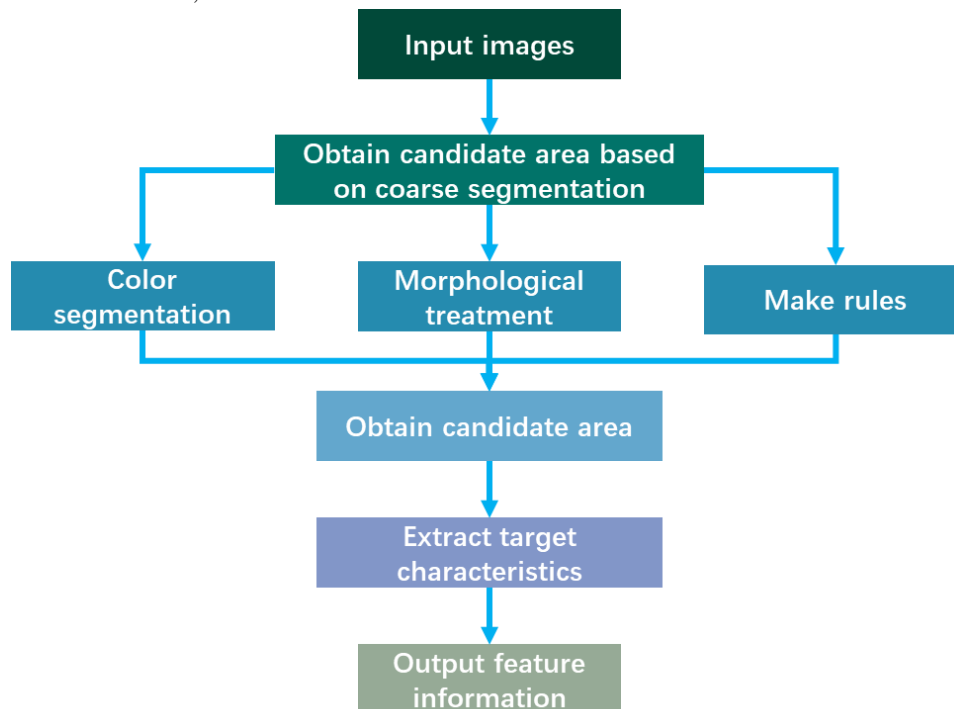 Input images
Obtain candidate area based
on coarse segmentation
Color
segmentation
Morphological
treatment
Make rules
Obtain candidate area
Extract target
characteristics
Output feature
information